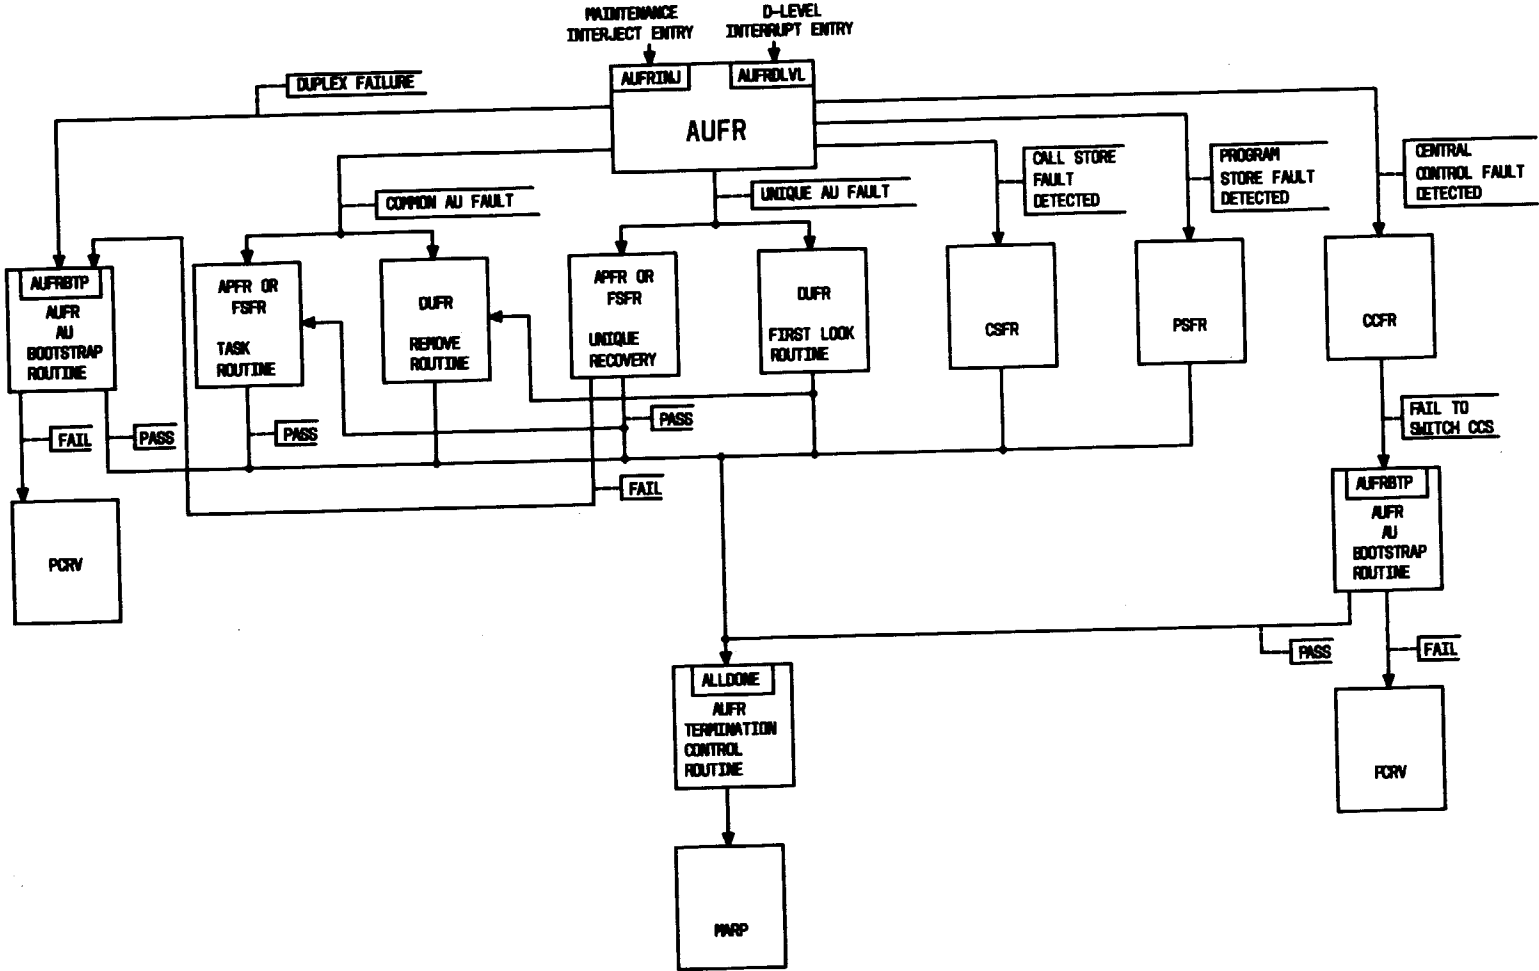 MAINTENANCE
INTERJECT ENTRY
D-LEVEL
INTERRUPT ENTRY
AUFRINJ
AUFRDLVL
AUFR
DUPLEX FAILURE
COMMON AU FAULT
UNIQUE AU FAULT
CALL STORE
FAULT
DETECTED
PROGRAM
STORE FAULT
DETECTED
CENTRAL
CONTROL FAULT
DETECTED
AUFRBTP
AUFR
AU
BOOTSTRAP
ROUTINE
APFR OR
FSFR
TASK
ROUTINE
DUFR
REMOVE
ROUTINE
APFR OR
FSFR
UNIQUE
RECOVERY
DUFR
FIRST LOOK
ROUTINE
CSFR
PSFR
CCFR
FAIL
PASS
PASS
PASS
FAIL
FAIL TO
SWITCH CCS
PCRV
AUFRBTP
AUFR
AU
BOOTSTRAP
ROUTINE
PASS
FAIL
ALLDONE
AUFR
TERMINATION
CONTROL
ROUTINE
PCRV
MARP